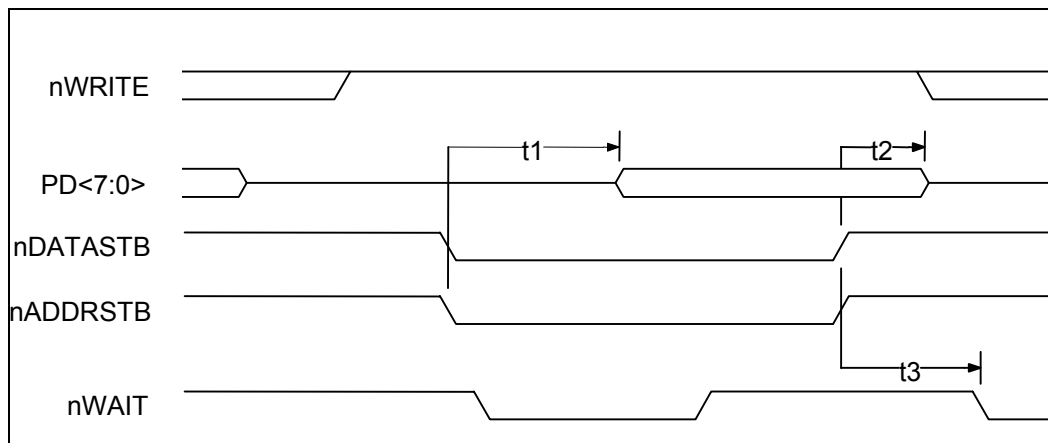 nWRITE
t1
t2
PD<7:0>
nDATASTB
nADDRSTB
t3
nWAIT